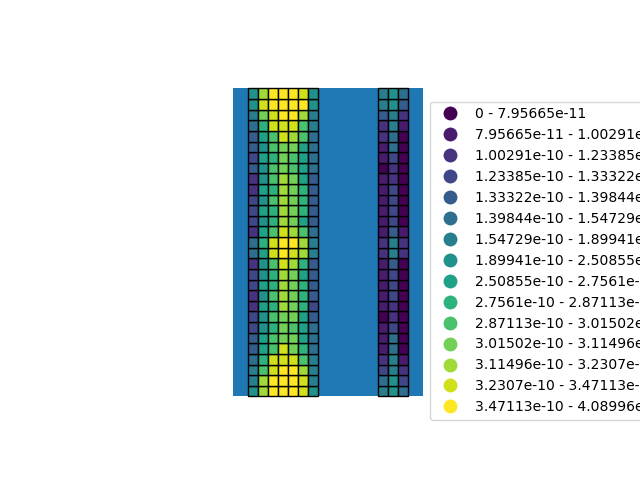 0 - 7.95665e-11
7.95665e-11 - 1.00291e
1.00291e-10 - 1.23385e
1.23385e-10 - 1.33322e
1.33322e-10 - 1.39844e
1.39844e-10 - 1.54729e
1.54729e-10 - 1.89941e
1.89941e-10 - 2.50855e
2.50855e-10 - 2.7561e-
2.7561e-10 - 2.87113e-
2.87113e-10 - 3.01502e
3.01502e-10 - 3.11496e
3.11496e-10 - 3.2307e-
3.2307e-10 - 3.47113e-
3.47113e-10 - 4.08996e